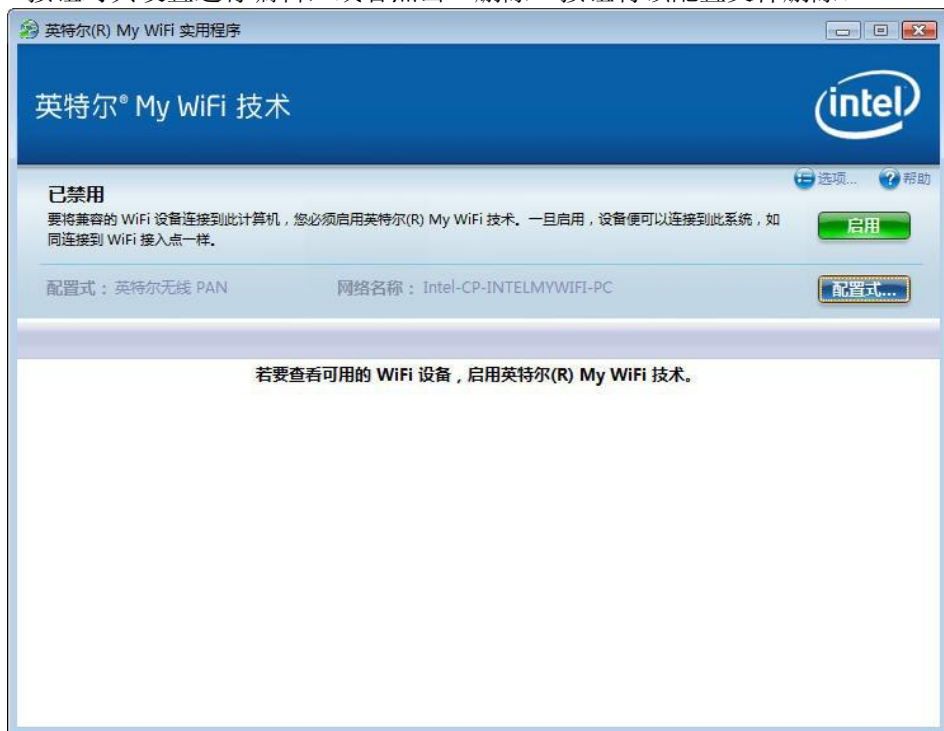 英特尔(R) My WiFi 实用程序
英特尔® My WiFi 技术
intel
选项... 帮助
已禁用
要将兼容的 WiFi 设备连接到此计算机，您必须启用英特尔(R) My WiFi 技术。一旦启用，设备便可以连接到此系统，如
同连接到 WiFi 接入点一样。
启用
配置式：英特尔无线 PAN 网络名称：Intel-CP-INTELMYWIFI-PC
配置式...
若要查看可用的 WiFi 设备，启用英特尔(R) My WiFi 技术。